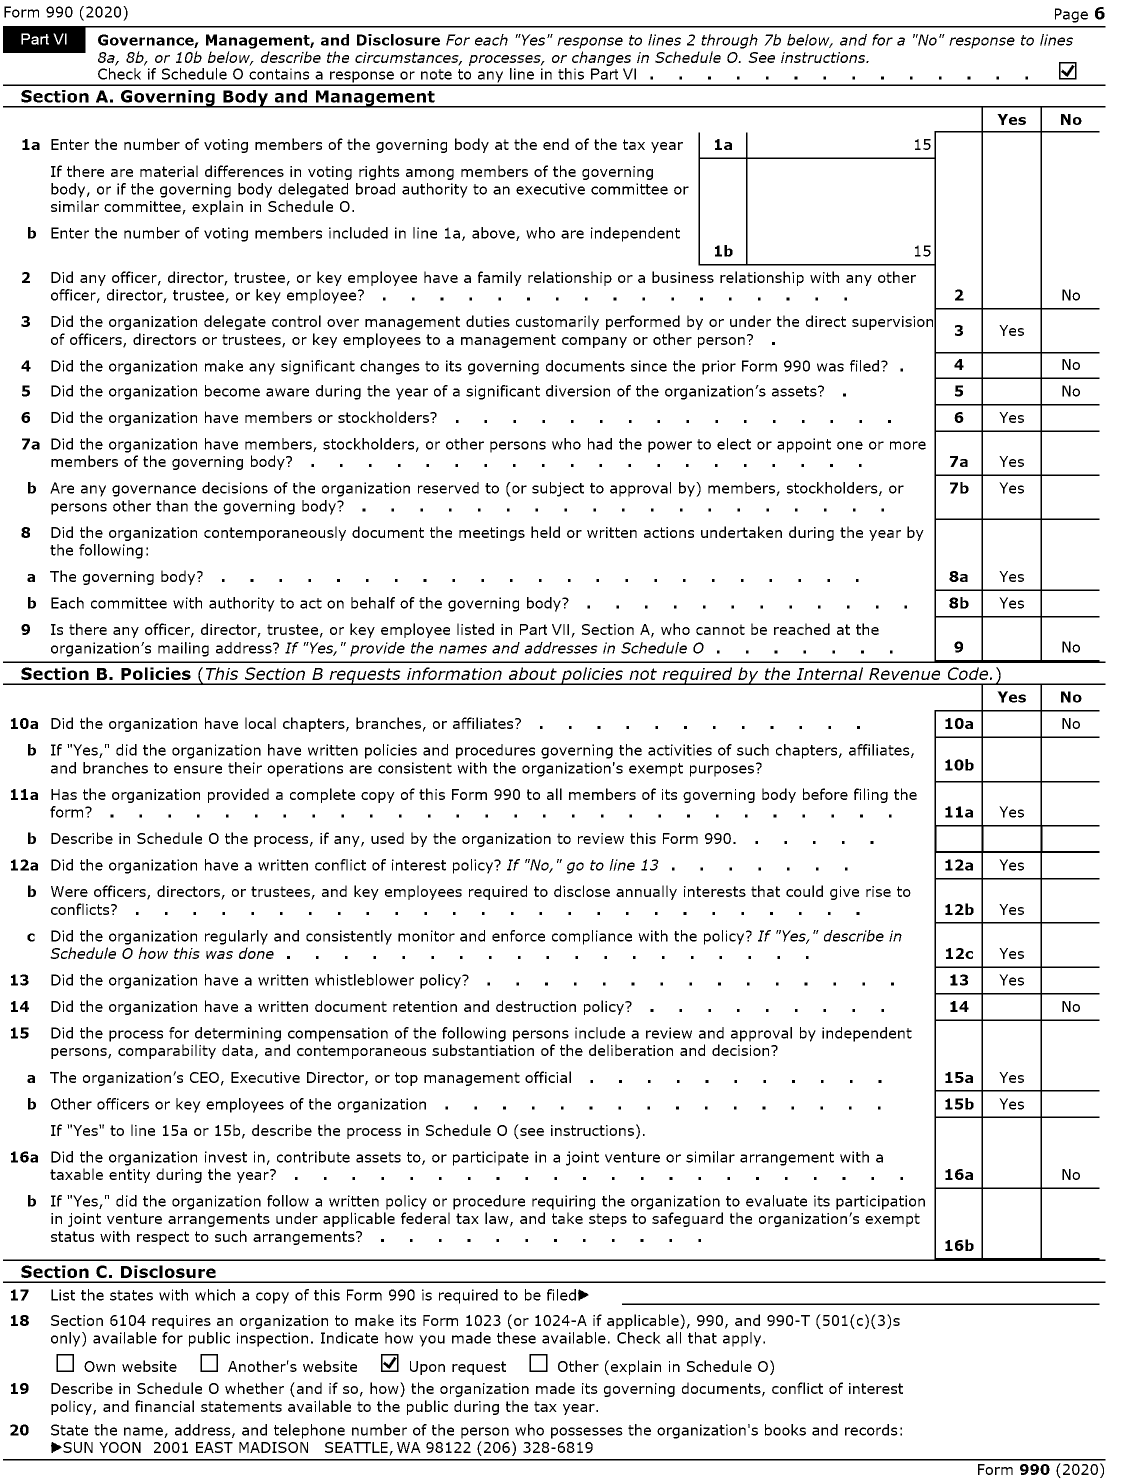 Form 990 (2020) Page 6
Part VI Governance, Management, and Disclosure For each "Yes" response to lines 2 through 7b below, and for a "No" response to lines
8a, 8b, or 10b below, describe the circumstances, processes, or changes in Schedule O. See instructions.
Check if Schedule O contains a response or note to any line in this Part VI . . . . . . . . . . . . . . ☑
Section A. Governing Body and Management
Yes No
1a Enter the number of voting members of the governing body at the end of the tax year 1a 15
If there are material differences in voting rights among members of the governing
body, or if the governing body delegated broad authority to an executive committee or
similar committee, explain in Schedule O.
b Enter the number of voting members included in line 1a, above, who are independent
1b 15
2 Did any officer, director, trustee, or key employee have a family relationship or a business relationship with any other
officer, director, trustee, or key employee? . . . . . . . . . . . . . . . . . 2 No
3 Did the organization delegate control over management duties customarily performed by or under the direct supervision
of officers, directors or trustees, or key employees to a management company or other person? . 3 Yes
4 Did the organization make any significant changes to its governing documents since the prior Form 990 was filed? . 4 No
5 Did the organization become aware during the year of a significant diversion of the organization's assets? . 5 No
6 Did the organization have members or stockholders? . . . . . . . . . . . . . . . . 6 Yes
7a Did the organization have members, stockholders, or other persons who had the power to elect or appoint one or more
members of the governing body? . . . . . . . . . . . . . . . . . . . . 7a Yes
b Are any governance decisions of the organization reserved to (or subject to approval by) members, stockholders, or 7b Yes
persons other than the governing body? . . . . . . . . . . . . . . . . . . .
8 Did the organization contemporaneously document the meetings held or written actions undertaken during the year by
the following:
a The governing body? . . . . . . . . . . . . . . . . . . . . . . . 8a Yes
b Each committee with authority to act on behalf of the governing body? . . . . . . . . . . . . 8b Yes
9 Is there any officer, director, trustee, or key employee listed in Part VII, Section A, who cannot be reached at the
organization's mailing address? If "Yes," provide the names and addresses in Schedule O . . . . . . . 9 No
Section B. Policies (This Section B requests information about policies not required by the Internal Revenue Code.)
Yes No
10a Did the organization have local chapters, branches, or affiliates? . . . . . . . . . . . . 10a No
b If "Yes," did the organization have written policies and procedures governing the activities of such chapters, affiliates,
and branches to ensure their operations are consistent with the organization's exempt purposes? 10b
11a Has the organization provided a complete copy of this Form 990 to all members of its governing body before filing the
form? . . . . . . . . . . . . . . . . . . . . . . . . . . . . 11a Yes
b Describe in Schedule O the process, if any, used by the organization to review this Form 990. . . . . .
12a Did the organization have a written conflict of interest policy? If "No," go to line 13 . . . . . . . 12a Yes
b Were officers, directors, or trustees, and key employees required to disclose annually interests that could give rise to
conflicts? . . . . . . . . . . . . . . . . . . . . . . . . . . 12b Yes
c Did the organization regularly and consistently monitor and enforce compliance with the policy? If "Yes," describe in
Schedule O how this was done . . . . . . . . . . . . . . . . . . . 12c Yes
13 Did the organization have a written whistleblower policy? . . . . . . . . . . . . . . . 13 Yes
14 Did the organization have a written document retention and destruction policy? . . . . . . . . . 14 No
15 Did the process for determining compensation of the following persons include a review and approval by independent
persons, comparability data, and contemporaneous substantiation of the deliberation and decision?
a The organization's CEO, Executive Director, or top management official . . . . . . . . . . . 15a Yes
b Other officers or key employees of the organization . . . . . . . . . . . . . . . . 15b Yes
If "Yes" to line 15a or 15b, describe the process in Schedule O (see instructions).
16a Did the organization invest in, contribute assets to, or participate in a joint venture or similar arrangement with a
taxable entity during the year? . . . . . . . . . . . . . . . . . . . . . . 16a No
b If "Yes," did the organization follow a written policy or procedure requiring the organization to evaluate its participation
in joint venture arrangements under applicable federal tax law, and take steps to safeguard the organization's exempt
status with respect to such arrangements? . . . . . . . . . . . .
16b
Section C. Disclosure
17 List the states with which a copy of this Form 990 is required to be filed▶
18 Section 6104 requires an organization to make its Form 1023 (or 1024-A if applicable), 990, and 990-T (501(c)(3)s
only) available for public inspection. Indicate how you made these available. Check all that apply.
☐ Own website ☐ Another's website ☑ Upon request ☐ Other (explain in Schedule O)
19 Describe in Schedule O whether (and if so, how) the organization made its governing documents, conflict of interest
policy, and financial statements available to the public during the tax year.
20 State the name, address, and telephone number of the person who possesses the organization's books and records:
▶SUN YOON 2001 EAST MADISON SEATTLE, WA 98122 (206) 328-6819
Form 990 (2020)